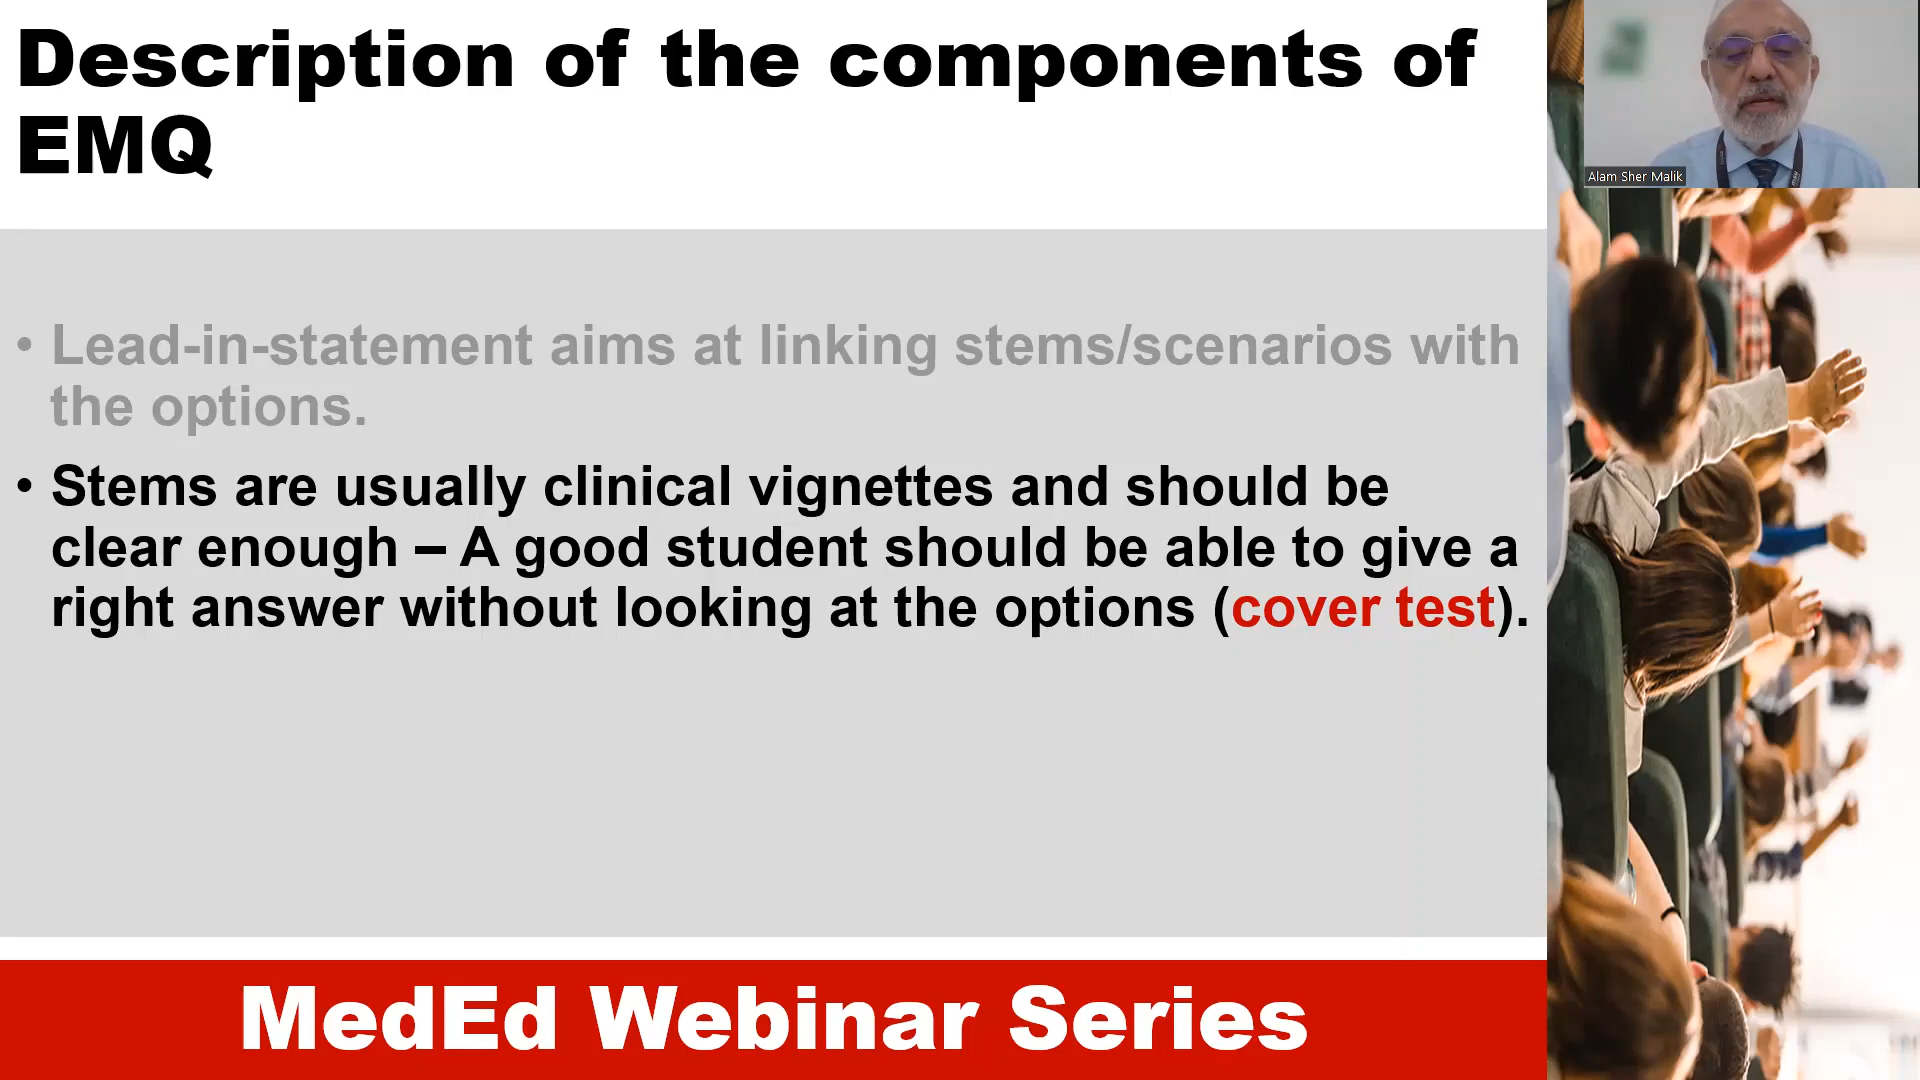 Description of the components of
EMQ
Alam Sher Malik
• Lead-in-statement aims at linking stems/scenarios with
the options.
• Stems are usually clinical vignettes and should be
clear enough – A good student should be able to give a
right answer without looking at the options (cover test).
MedEd Webinar Series